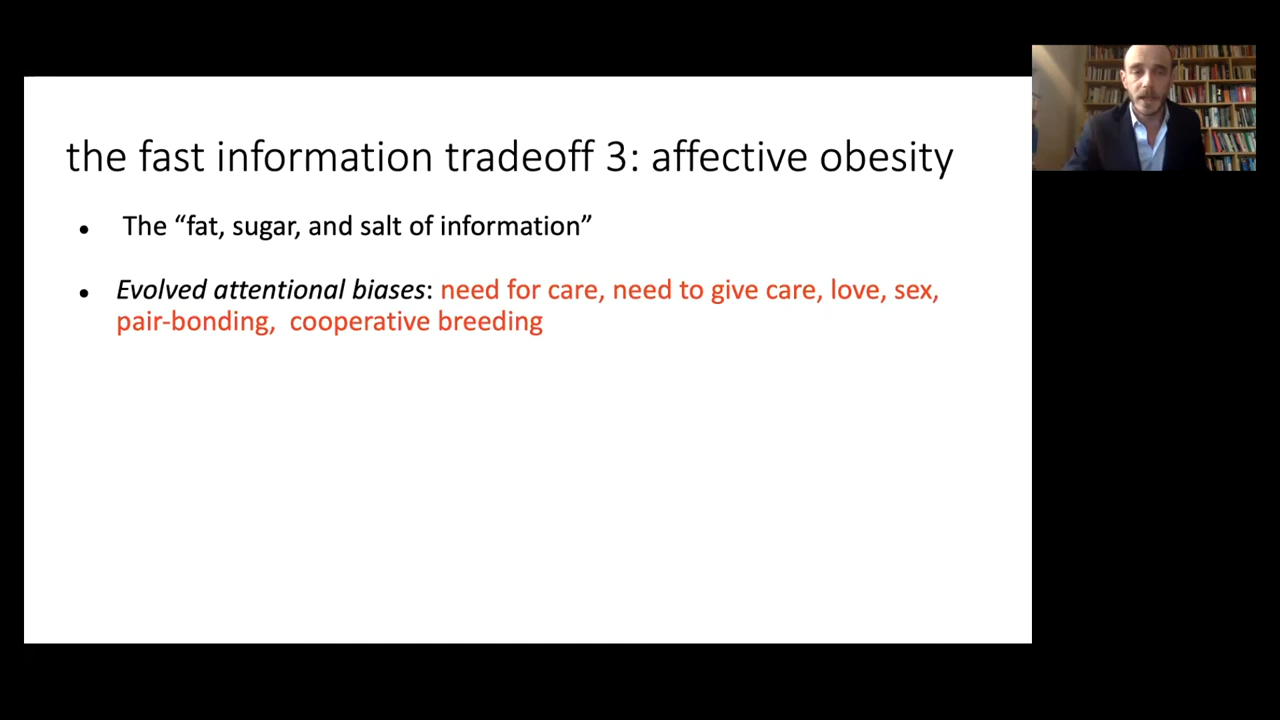 the fast information tradeoff 3: affective obesity
• The “fat, sugar, and salt of information”
• Evolved attentional biases: need for care, need to give care, love, sex,
pair-bonding, cooperative breeding